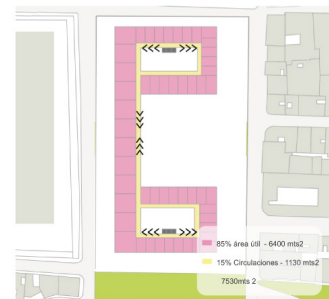 85% área útil - 6400 mts2
15% Circulaciones - 1130 mts2
7530mts 2